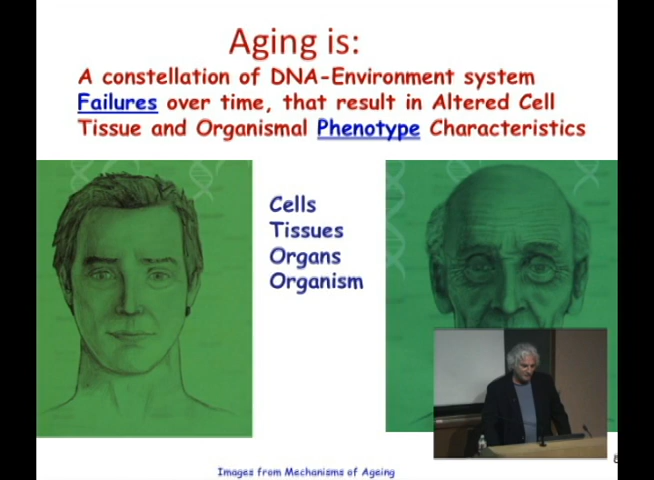 Aging is:
A constellation of DNA-Environment system
Failures over time, that result in Altered Cell
Tissue and Organismal Phenotype Characteristics
Cells
Tissues
Organs
Organism
Images from Mechanisms of Ageing